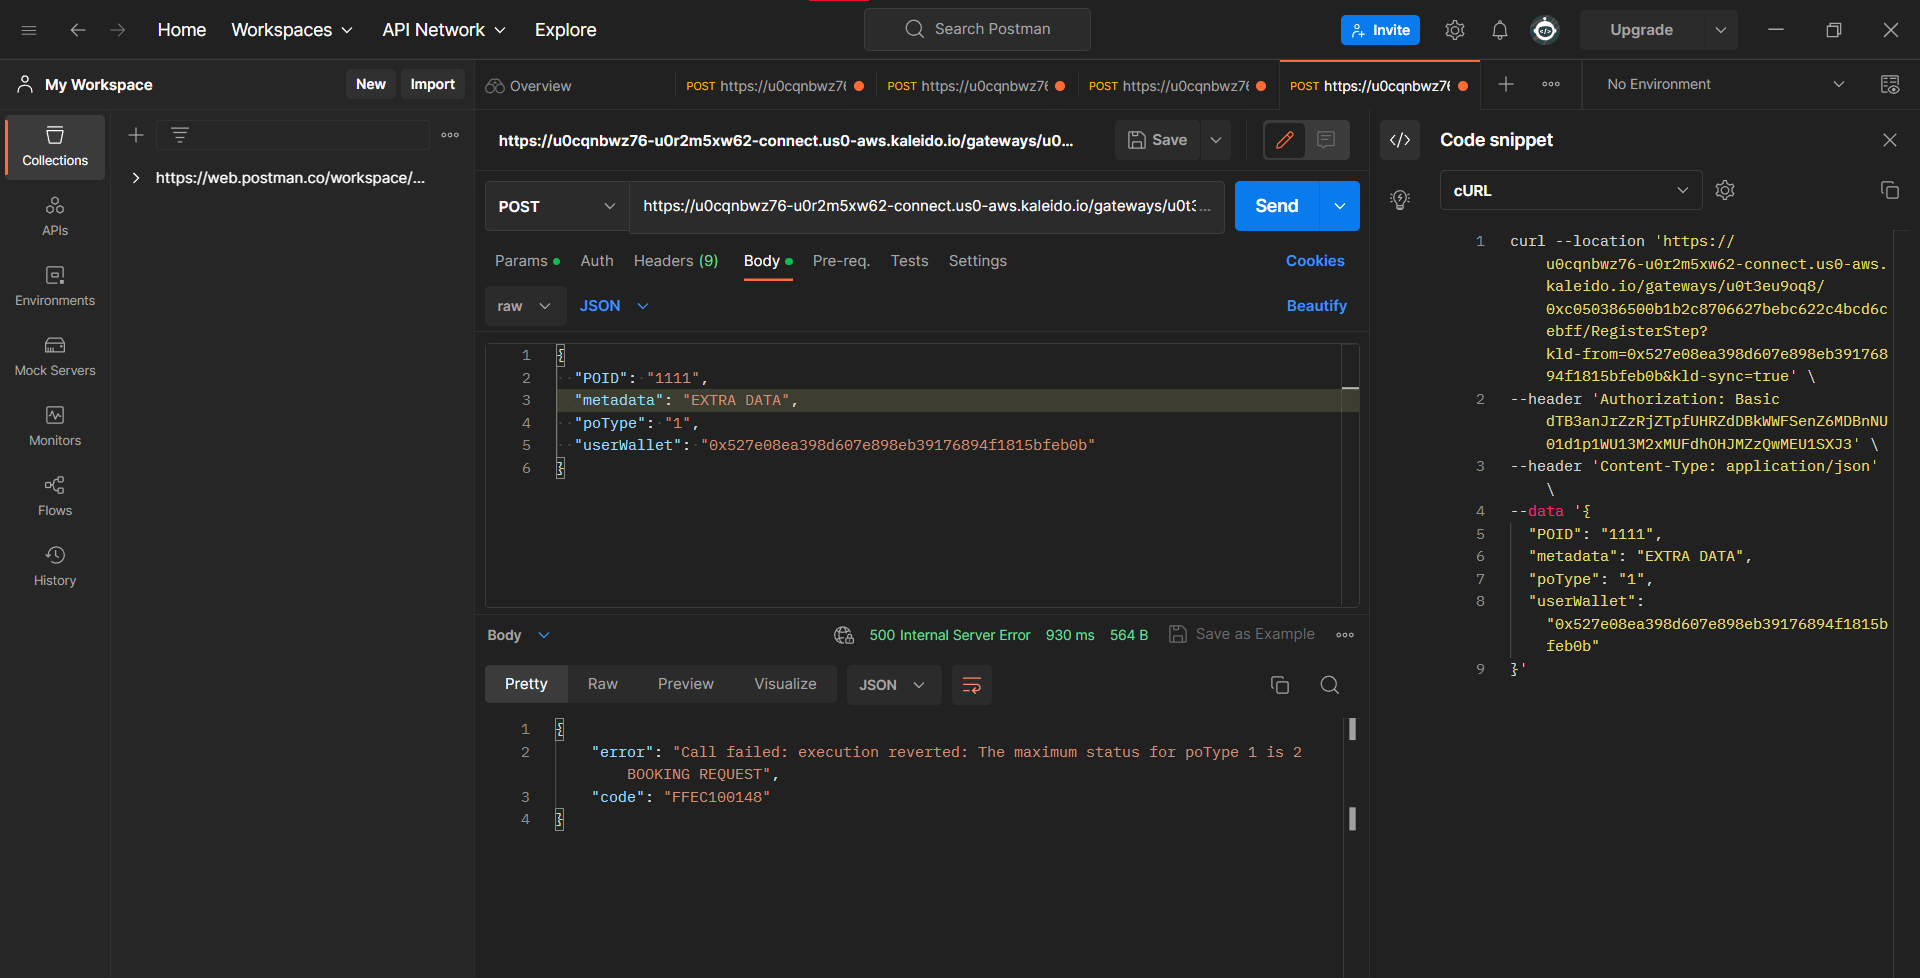 Home Workspaces API Network Explore Search Postman Invite Upgrade
My Workspace New Import
Overview POST https://u0cqnbwz76 POST https://u0cqnbwz76 POST https://u0cqnbwz76 POST https://u0cqnbwz76 No Environment
Collections
APIs
Environments
Mock Servers
Monitors
Flows
History
https://web.postman.co/workspace/...
https://u0cqnbwz76-u0r2m5xw62-connect.us0-aws.kaleido.io/gateways/u0... Save
POST https://u0cqnbwz76-u0r2m5xw62-connect.us0-aws.kaleido.io/gateways/u0t3... Send
Params Auth Headers (9) Body Pre-req. Tests Settings Cookies
raw JSON Beautify
1 {
2 "POID": "1111",
3 "metadata": "EXTRA DATA",
4 "poType": "1",
5 "userWallet": "0x527e08ea398d607e898eb39176894f1815bfeb0b"
6 }
Body 500 Internal Server Error 930 ms 564 B Save as Example
Pretty Raw Preview Visualize JSON
1 {
2 "error": "Call failed: execution reverted: The maximum status for poType 1 is 2
BOOKING REQUEST",
3 "code": "FFEC100148"
4 }
Code snippet
cURL
1 curl --location 'https://
u0cqnbwz76-u0r2m5xw62-connect.us0-aws.
kaleido.io/gateways/u0t3eu9oq8/
0xc050386500b1b2c8706627bebc622c4bcd6c
ebff/RegisterStep?
kld-from=0x527e08ea398d607e898eb391768
94f1815bfeb0b&kld-sync=true' \
2 --header 'Authorization: Basic
dTB3anJrZzRjZTpfUHRZdDBkWWFSenZ6MDBnNU
01d1p1WU13M2xMUFdhOHJMZzQwMEU1SXJ3' \
3 --header 'Content-Type: application/json'
\
4 --data '{
5 "POID": "1111",
6 "metadata": "EXTRA DATA",
7 "poType": "1",
8 "userWallet":
"0x527e08ea398d607e898eb39176894f1815b
feb0b"
9 }'